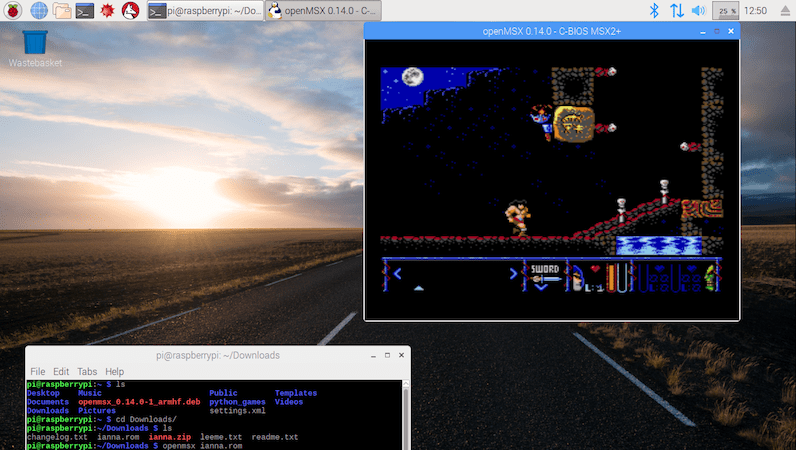 pi@raspberrypi: ~/Do...
openMSX 0.14.0 - C-...
25 %
12:50
Wastebasket
openMSX 0.14.0 - C-BIOS MSX2+
SWORD
pi@raspberrypi: ~/Downloads
File Edit Tabs Help
pi@raspberrypi:~ $ ls
Desktop Music Public Templates
Documents openmsx_0.14.0-1_armhf.deb python_games Videos
Downloads Pictures settings.xml
pi@raspberrypi:~ $ cd Downloads/
pi@raspberrypi:~/Downloads $ ls
changelog.txt ianna.rom ianna.zip leeme.txt readme.txt
pi@raspberrypi:~/Downloads $ openmsx ianna.rom